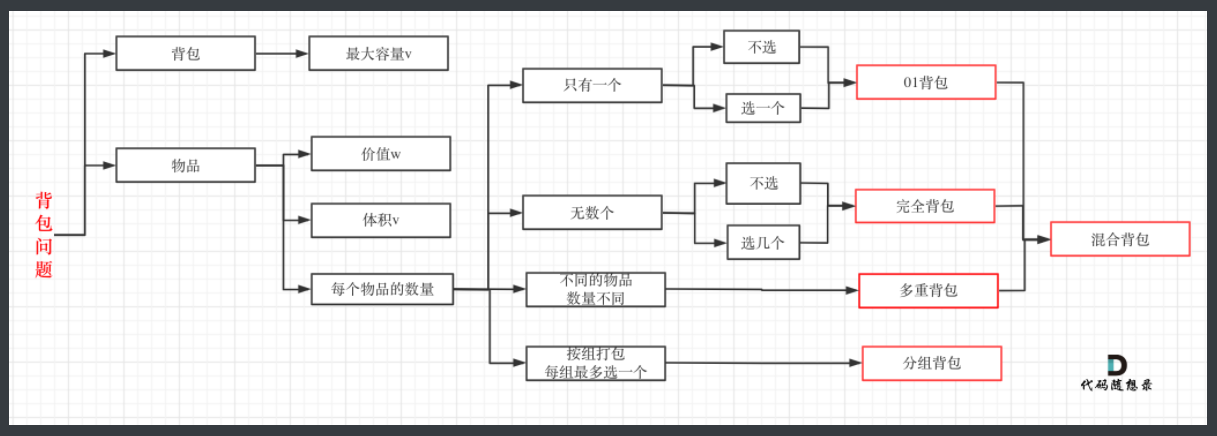 背包问题
背包
最大容量v
物品
价值w
体积v
每个物品的数量
只有一个
不选
选一个
01背包
无数个
不选
选几个
完全背包
不同的物品
数量不同
多重背包
混合背包
按组打包
每组最多选一个
分组背包
代码随想录